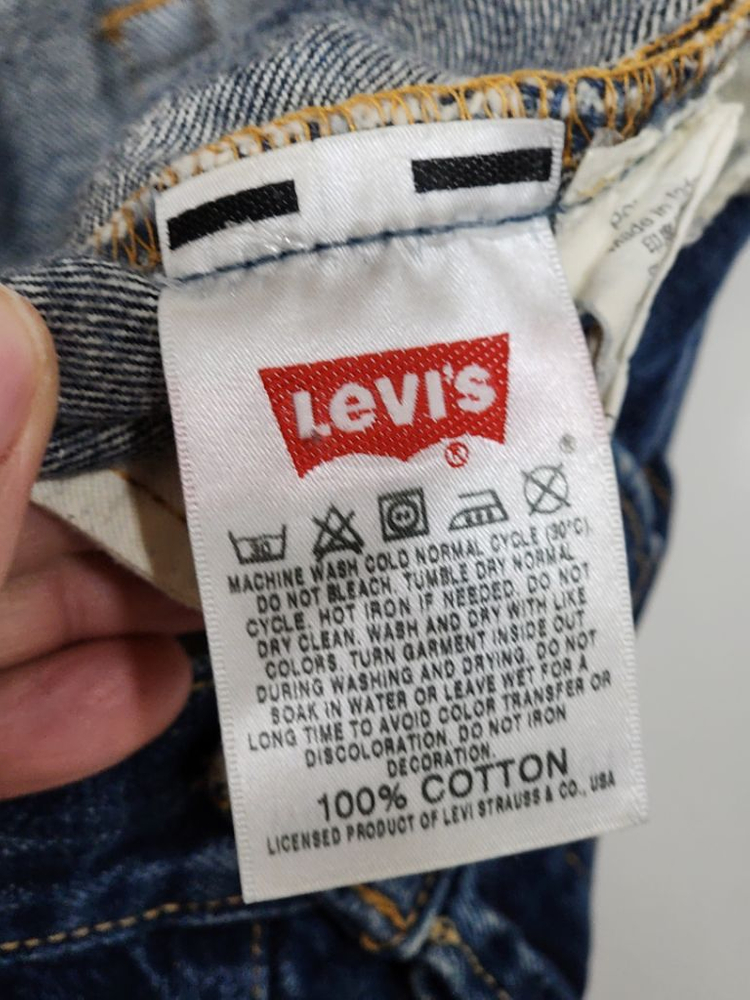 Levi's
®
®
30
MACHINE WASH COLD NORMAL CYCLE (30°C).
DO NOT BLEACH. TUMBLE DRY NORMAL
CYCLE. HOT IRON IF NEEDED. DO NOT
DRY CLEAN. WASH AND DRY WITH LIKE
COLORS. TURN GARMENT INSIDE OUT
DURING WASHING AND DRYING. DO NOT
SOAK IN WATER OR LEAVE WET FOR A
LONG TIME TO AVOID COLOR TRANSFER OR
DISCOLORATION. DO NOT IRON
DECORATION.
100% COTTON
LICENSED PRODUCT OF LEVI STRAUSS & CO., USA